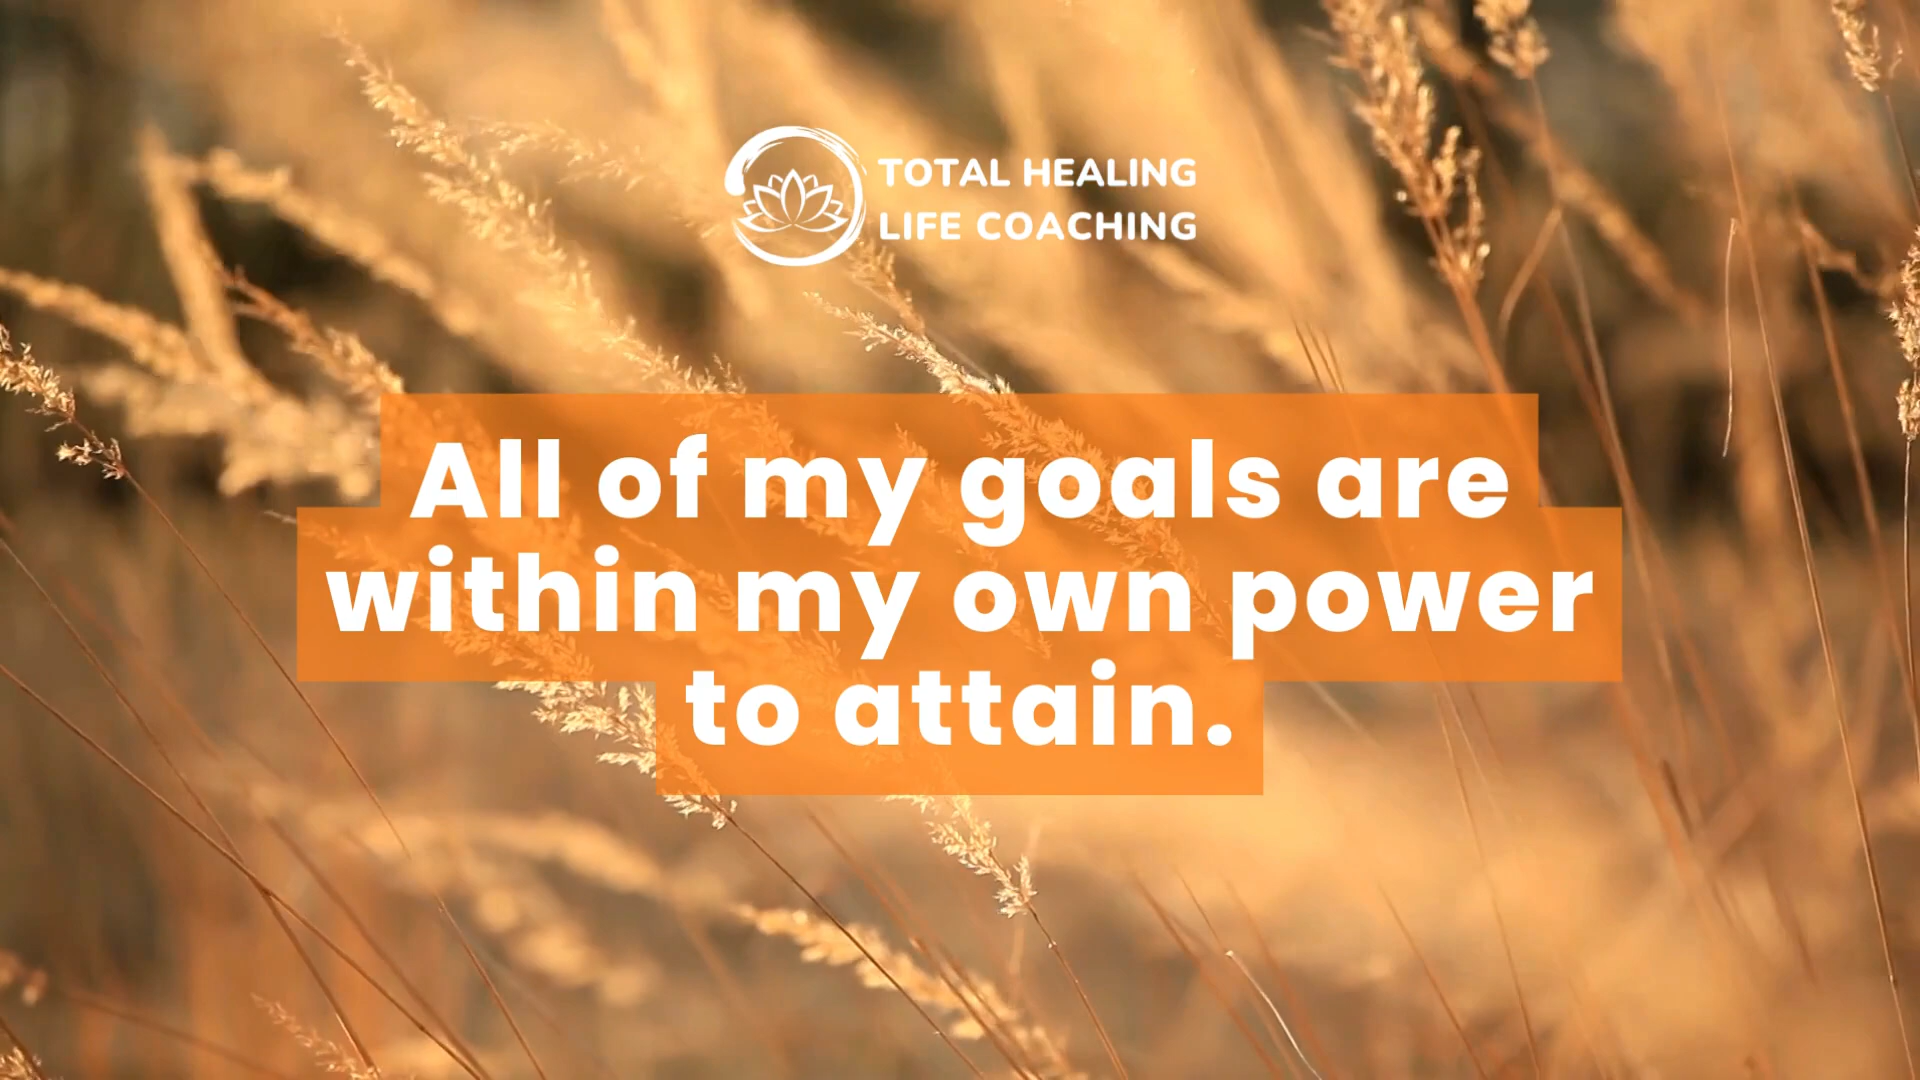 TOTAL HEALING
LIFE COACHING
All of my goals are
within my own power
to attain.